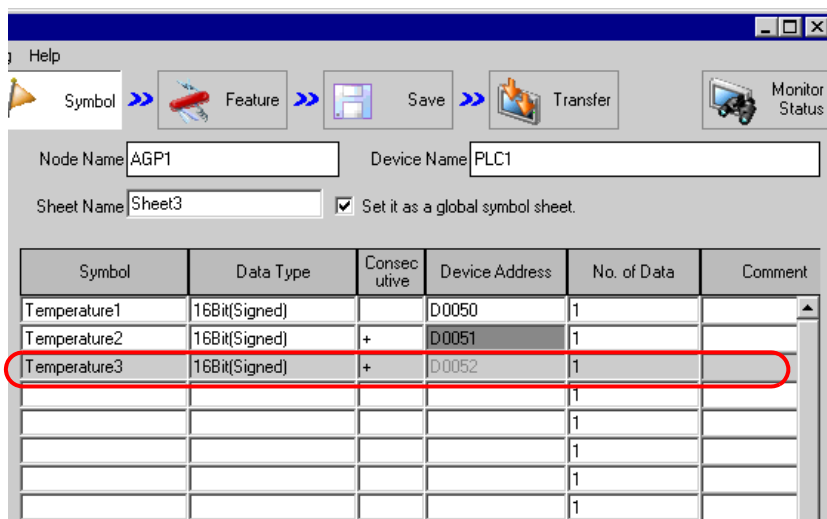 g Help
Symbol Feature Save Transfer Monitor Status
Node Name AGP1 Device Name PLC1
Sheet Name Sheet3 Set it as a global symbol sheet.
Symbol Data Type Consecutive Device Address No. of Data Comment
Temperature1 16Bit(Signed) D0050 1
Temperature2 16Bit(Signed) + D0051 1
Temperature3 16Bit(Signed) + D0052 1
1
1
1
1
1